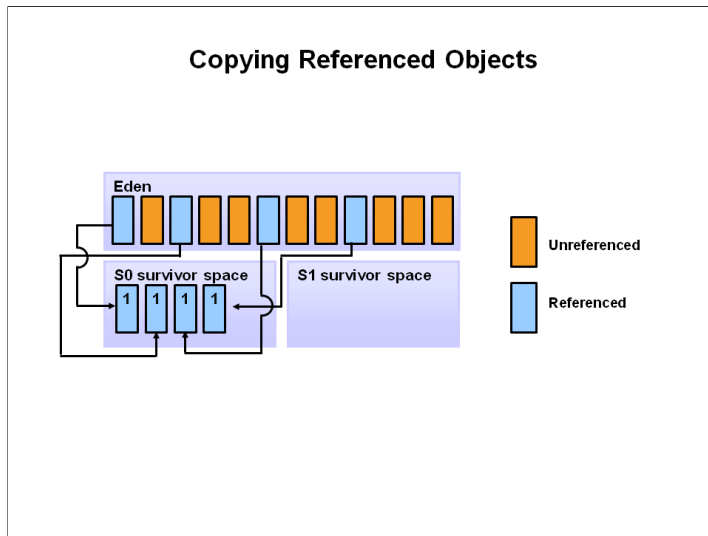 Copying Referenced Objects
Eden
S0 survivor space
S1 survivor space
1 1 1 1
Unreferenced
Referenced